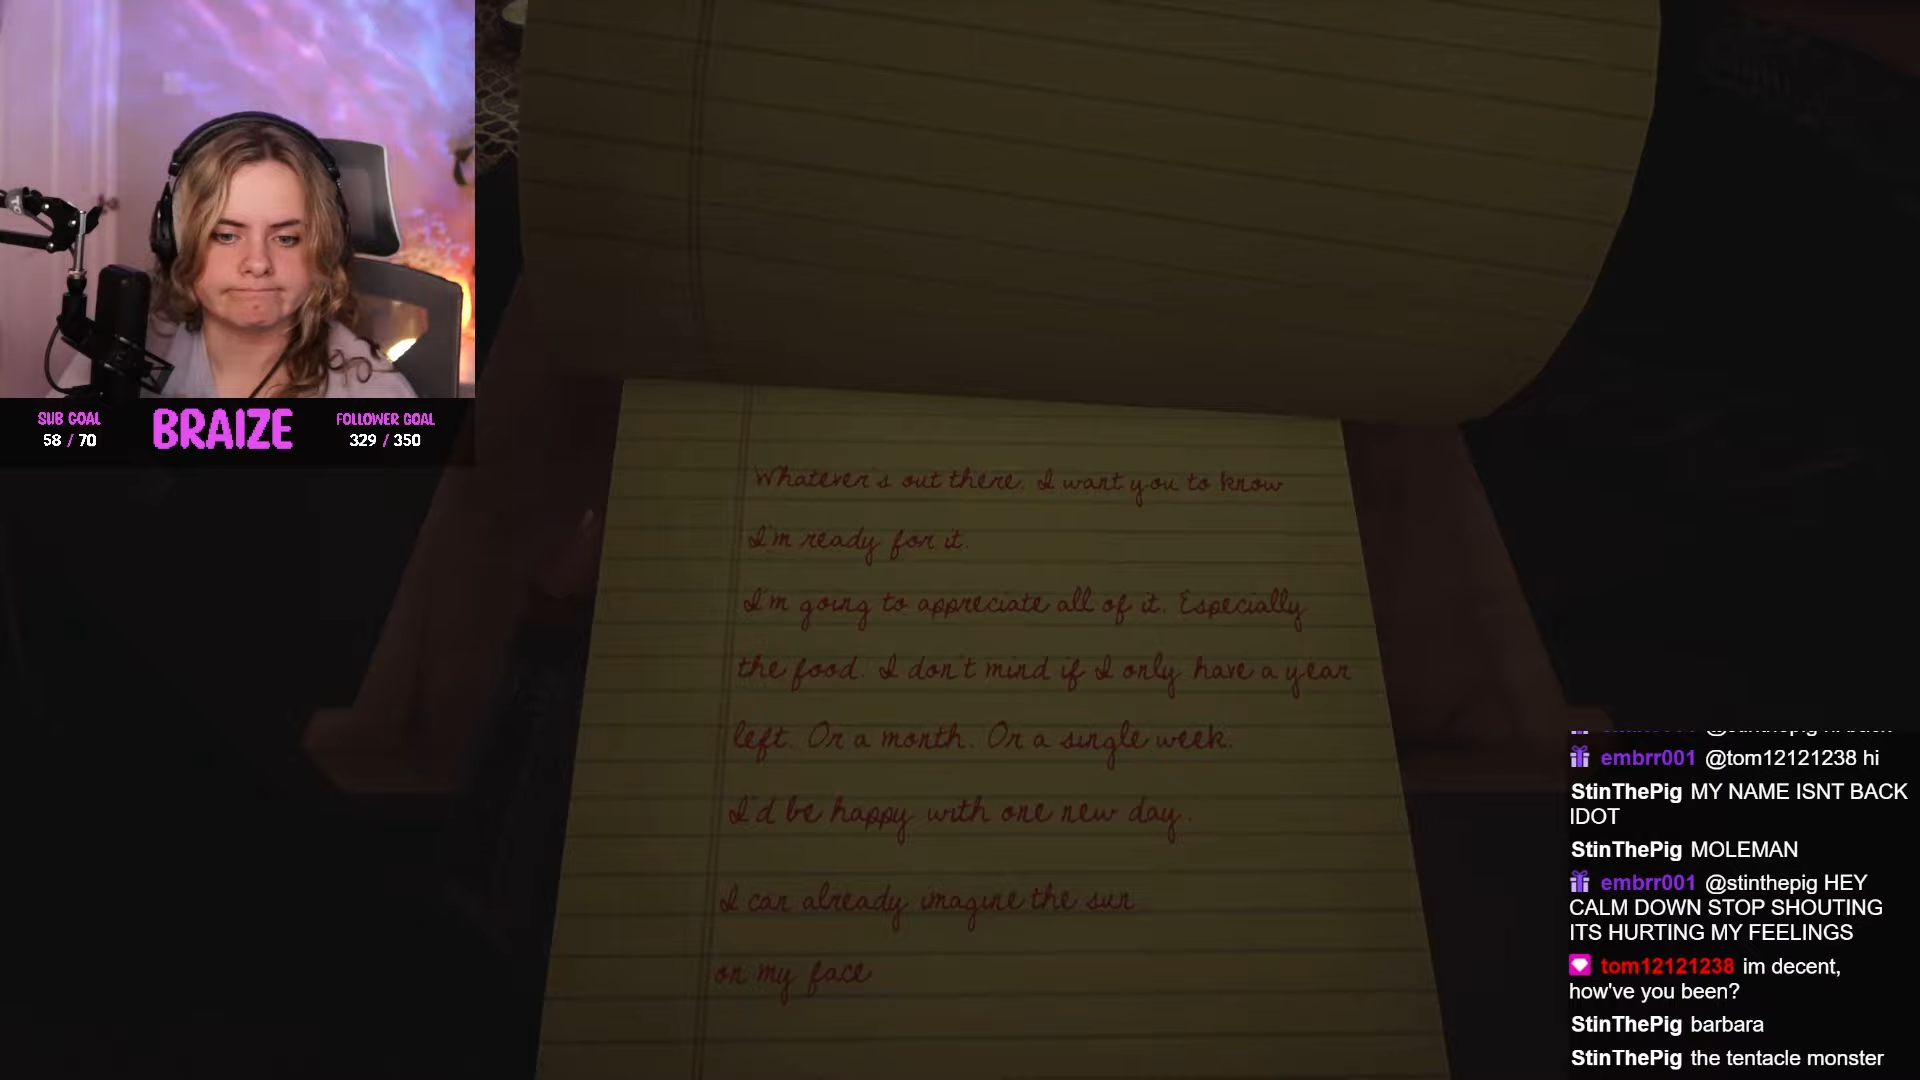 SUB GOAL
58 / 70
BRAIZE
FOLLOWER GOAL
329 / 350
Whatever's out there. I want you to know
I'm ready for it.
I'm going to appreciate all of it. Especially
the food. I don't mind if I only have a year
left. Or a month. Or a single week.
I'd be happy with one new day.
I can already imagine the sun
on my face
embrr001 @tom12121238 hi
StinThePig MY NAME ISNT BACK
IDOT
StinThePig MOLEMAN
embrr001 @stinthepig HEY
CALM DOWN STOP SHOUTING
ITS HURTING MY FEELINGS
tom12121238 im decent,
how've you been?
StinThePig barbara
StinThePig the tentacle monster